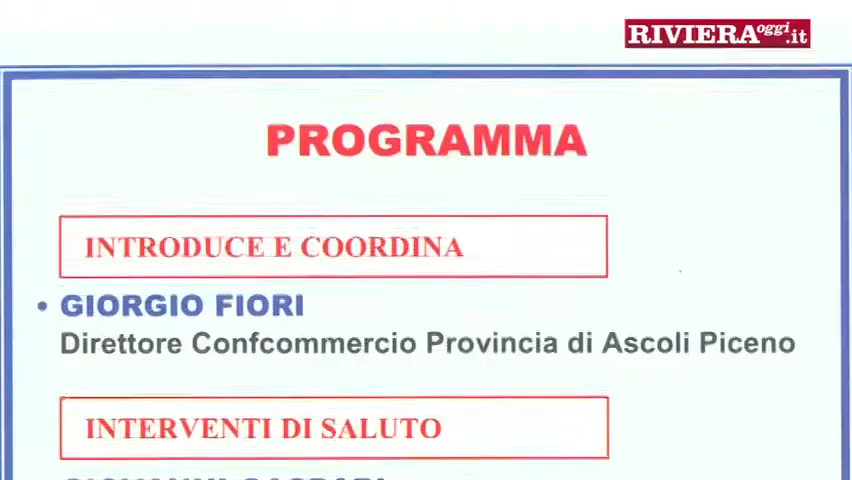 RIVIERAoggi.it
PROGRAMMA
INTRODUCE E COORDINA
• GIORGIO FIORI
Direttore Confcommercio Provincia di Ascoli Piceno
INTERVENTI DI SALUTO